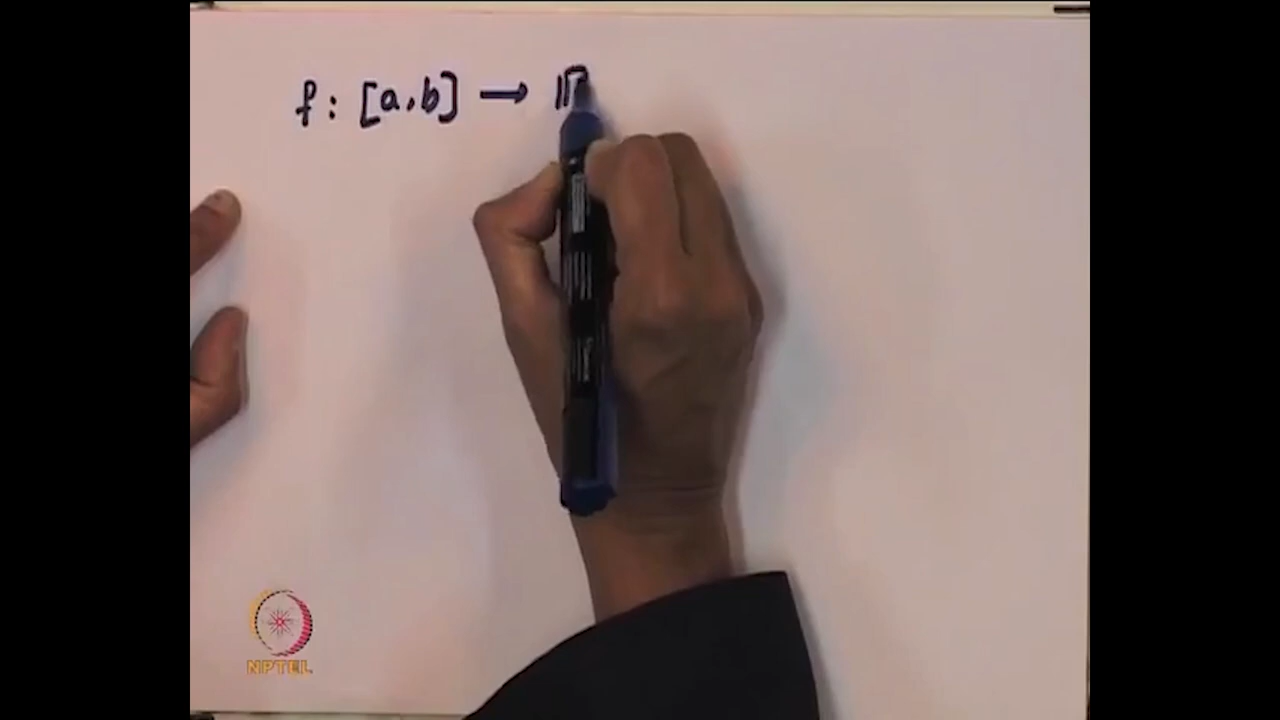 f : [a, b] → ℝ
NPTEL